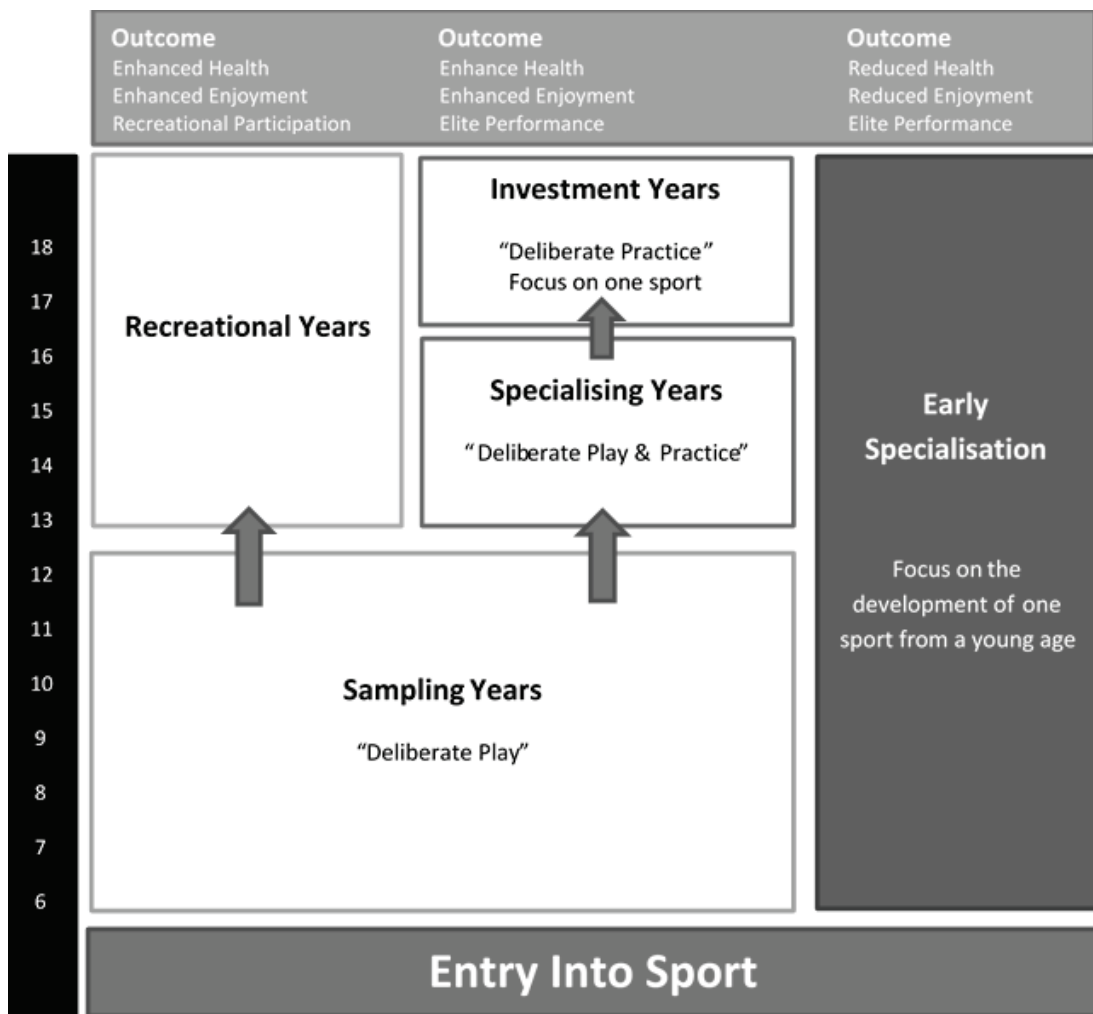 Outcome
Enhanced Health
Enhanced Enjoyment
Recreational Participation
Outcome
Enhance Health
Enhanced Enjoyment
Elite Performance
Outcome
Reduced Health
Reduced Enjoyment
Elite Performance
18
17
16
15
14
13
12
11
10
9
8
7
6
Recreational Years
Investment Years
“Deliberate Practice”
Focus on one sport
Specialising Years
“Deliberate Play & Practice”
Sampling Years
“Deliberate Play”
Early
Specialisation
Focus on the
development of one
sport from a young age
Entry Into Sport